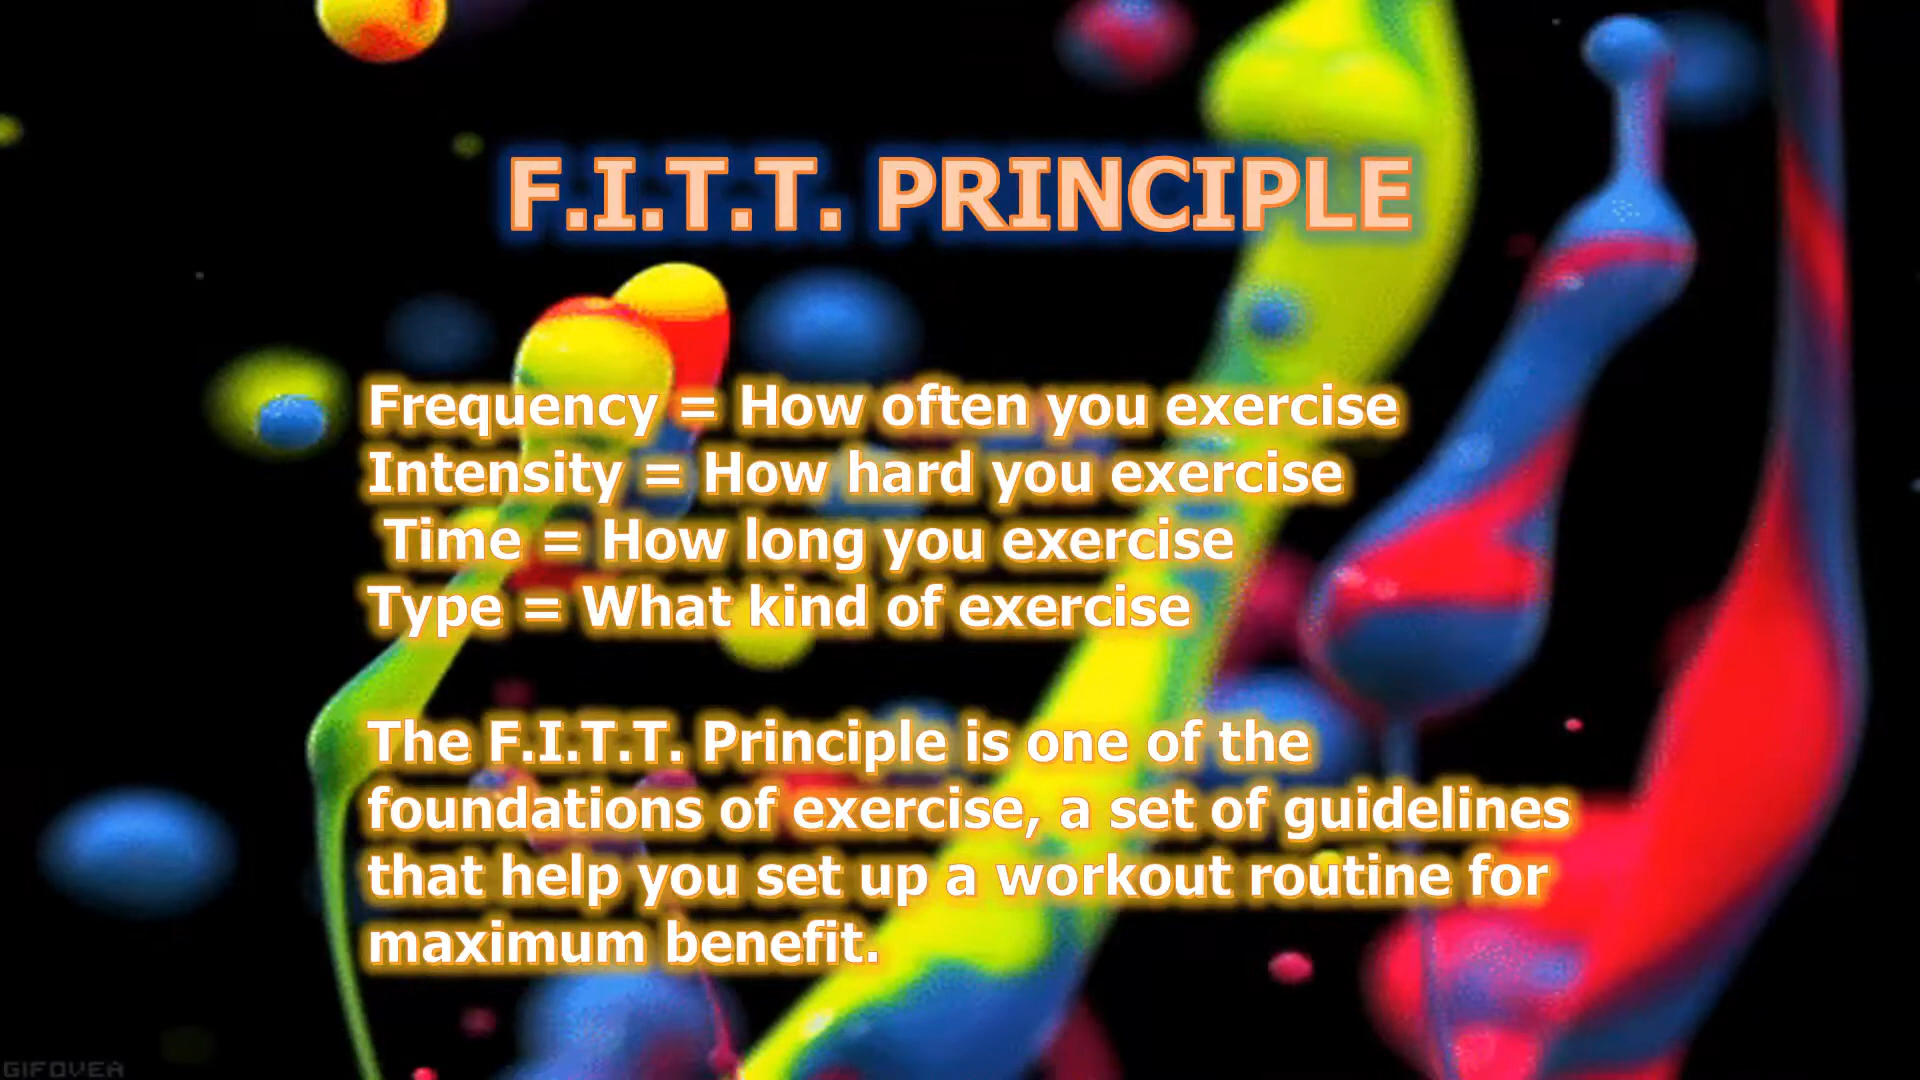 F.I.T.T. PRINCIPLE
Frequency = How often you exercise
Intensity = How hard you exercise
Time = How long you exercise
Type = What kind of exercise
The F.I.T.T. Principle is one of the
foundations of exercise, a set of guidelines
that help you set up a workout routine for
maximum benefit.
GIFOVEA